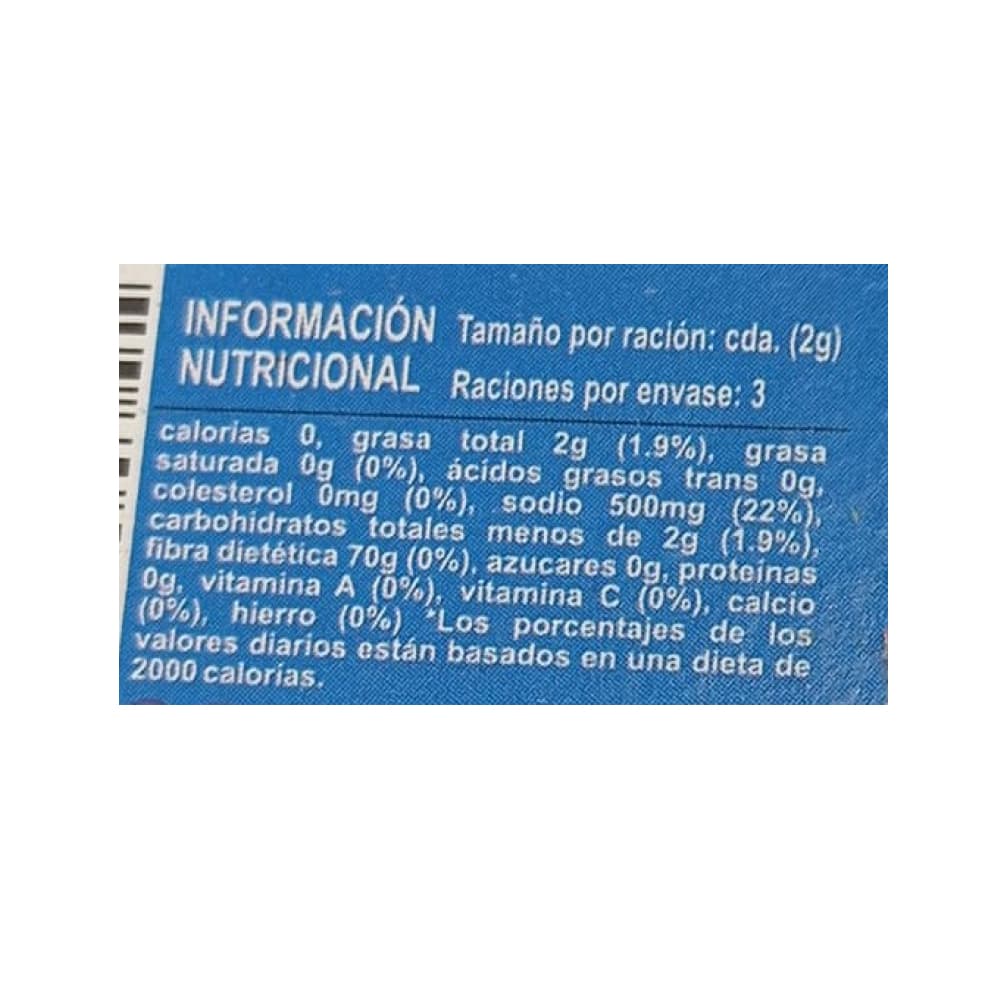 INFORMACIÓN
NUTRICIONAL
Tamaño por ración: cda. (2g)
Raciones por envase: 3
calorias 0, grasa total 2g (1.9%), grasa
saturada 0g (0%), ácidos grasos trans 0g,
colesterol 0mg (0%), sodio 500mg (22%),
carbohidratos totales menos de 2g (1.9%),
fibra dietética 70g (0%), azucares 0g, proteínas
0g, vitamina A (0%), vitamina C (0%), calcio
(0%), hierro (0%) *Los porcentajes de los
valores diarios están basados en una dieta de
2000 calorías.